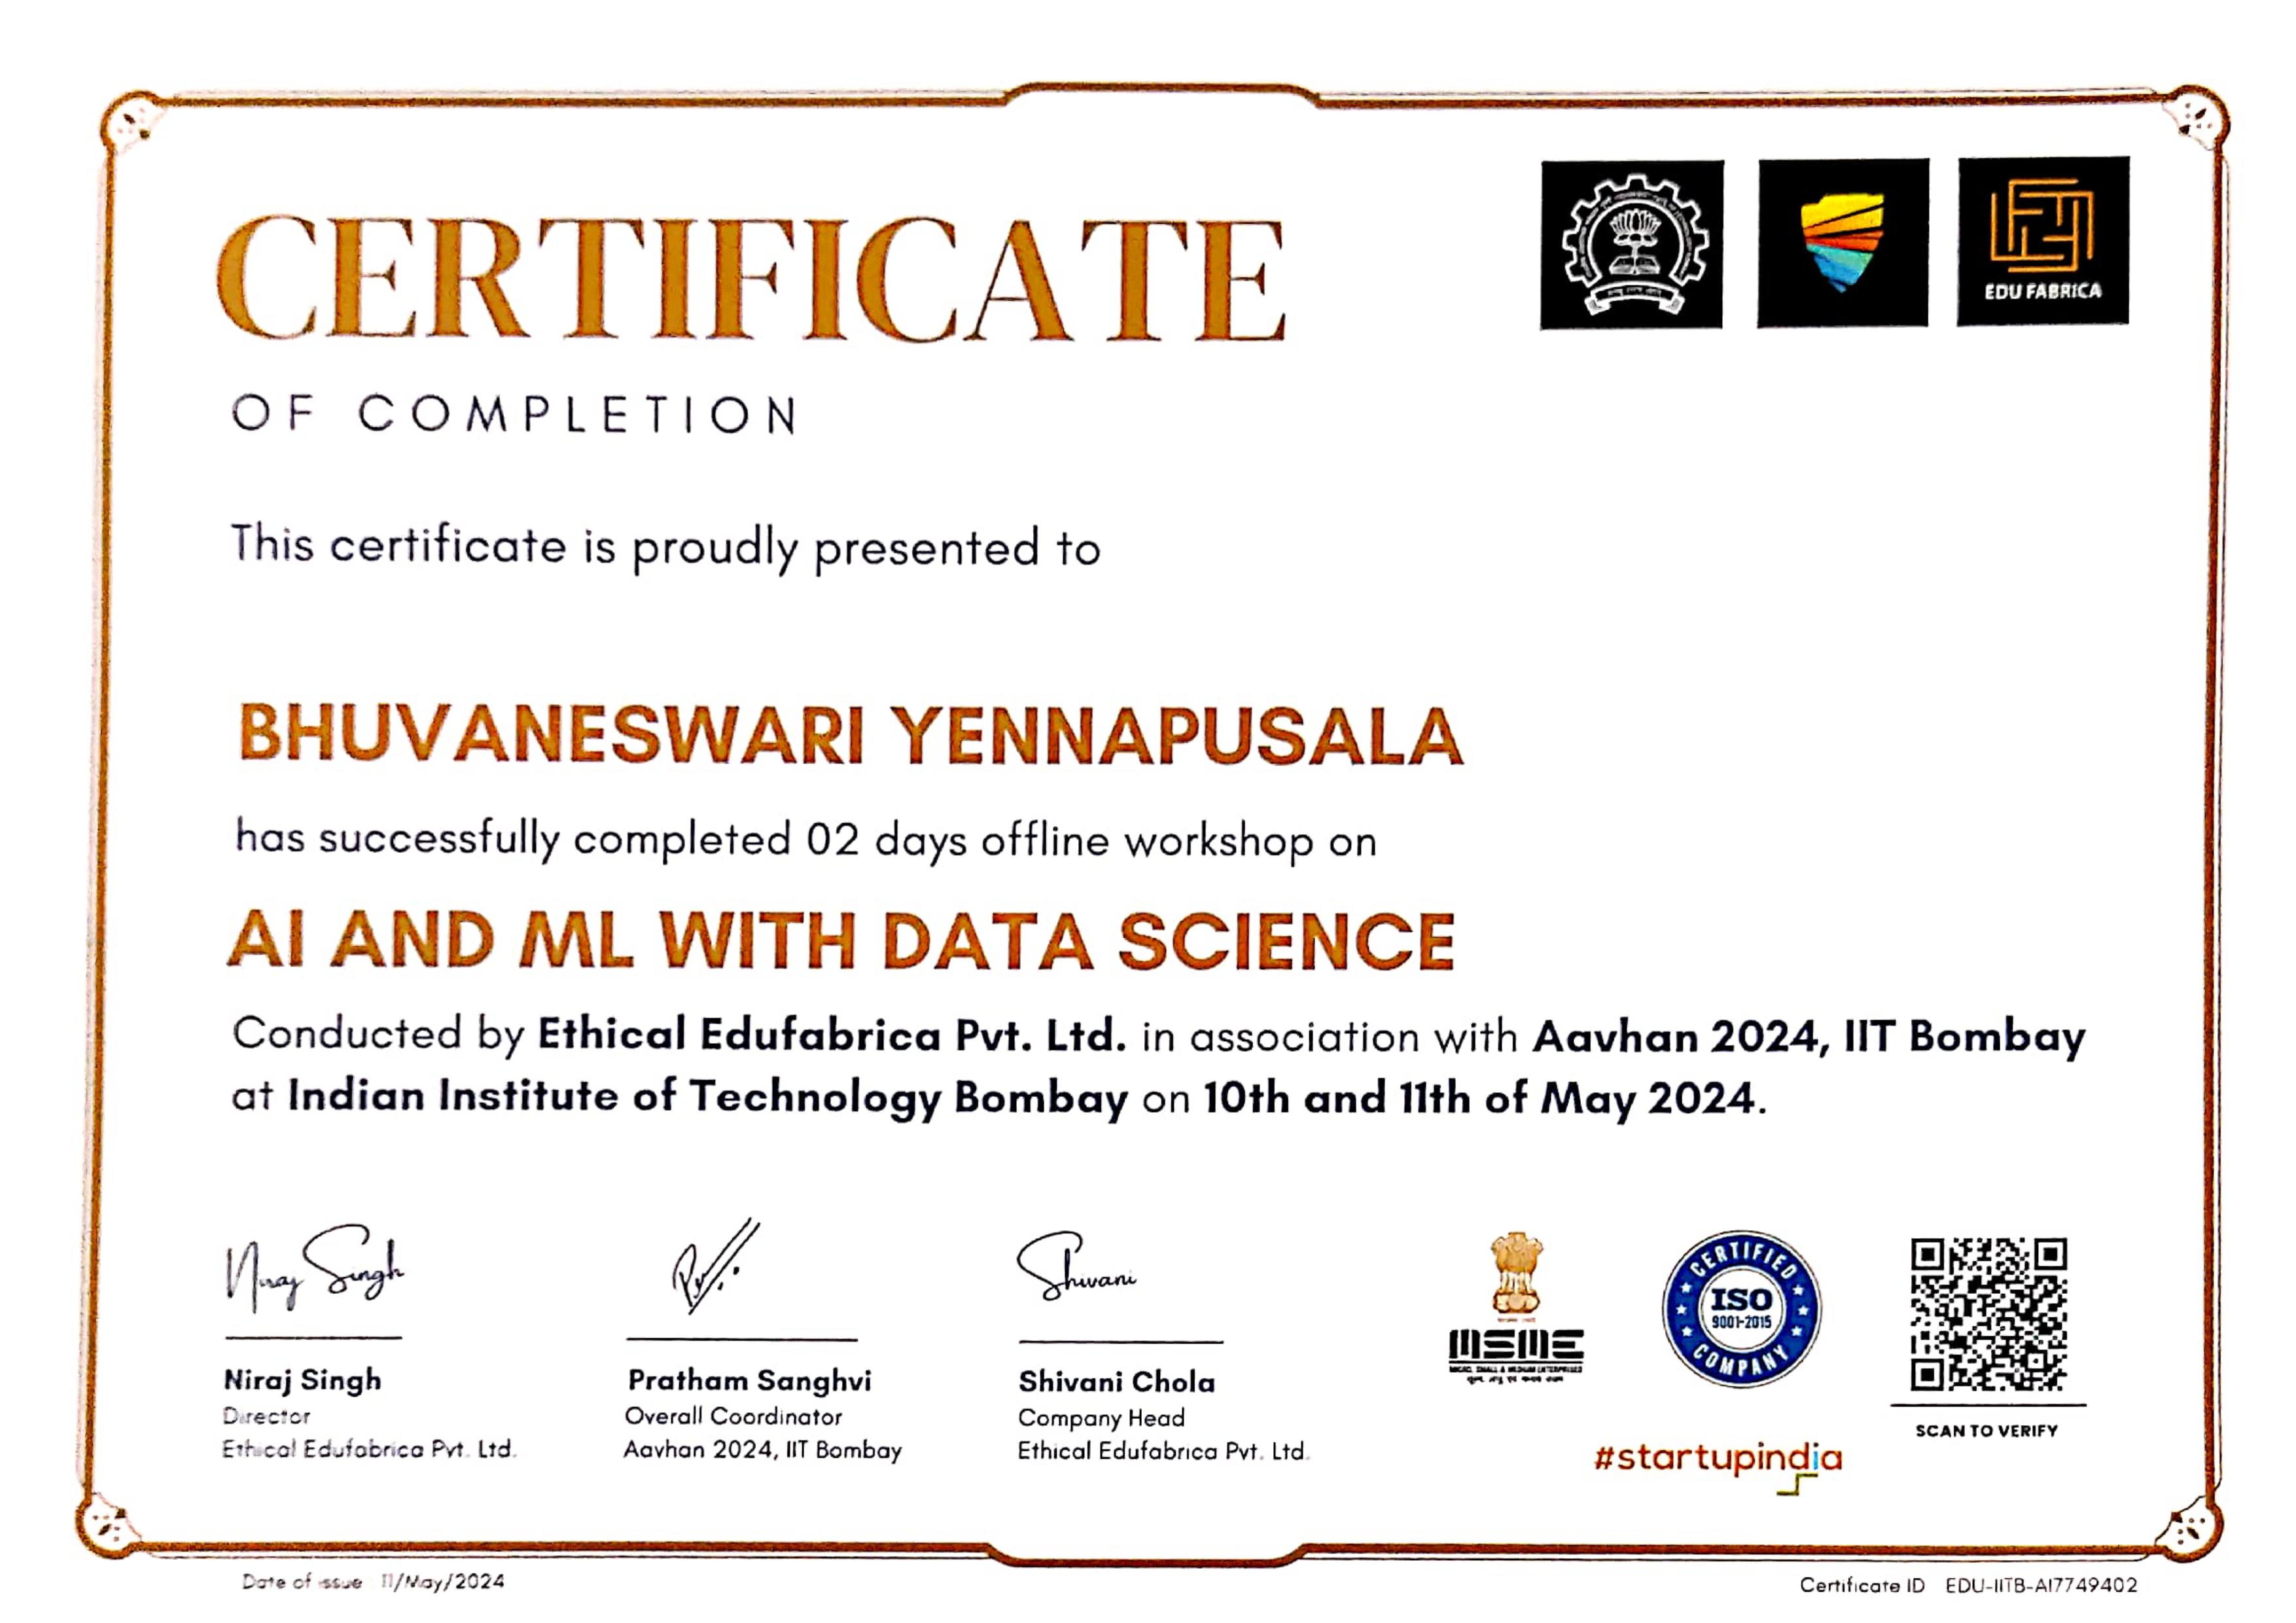 CERTIFICATE
EDU FABRICA
OF COMPLETION
This certificate is proudly presented to
BHUVANESWARI YENNAPUSALA
has successfully completed 02 days offline workshop on
AI AND ML WITH DATA SCIENCE
Conducted by Ethical Edufabrica Pvt. Ltd. in association with Aavhan 2024, IIT Bombay
at Indian Institute of Technology Bombay on 10th and 11th of May 2024.
Niraj Singh
Shivani
Niraj Singh
Director
Ethical Edufabrica Pvt. Ltd.
Pratham Sanghvi
Overall Coordinator
Aavhan 2024, IIT Bombay
Shivani Chola
Company Head
Ethical Edufabrica Pvt. Ltd.
MSME
MICRO, SMALL & MEDIUM ENTERPRISES
CERTIFIED
ISO
9001-2015
COMPANY
SCAN TO VERIFY
#startupindia
Date of issue 11/May/2024
Certificate ID EDU-IITB-AI7749402